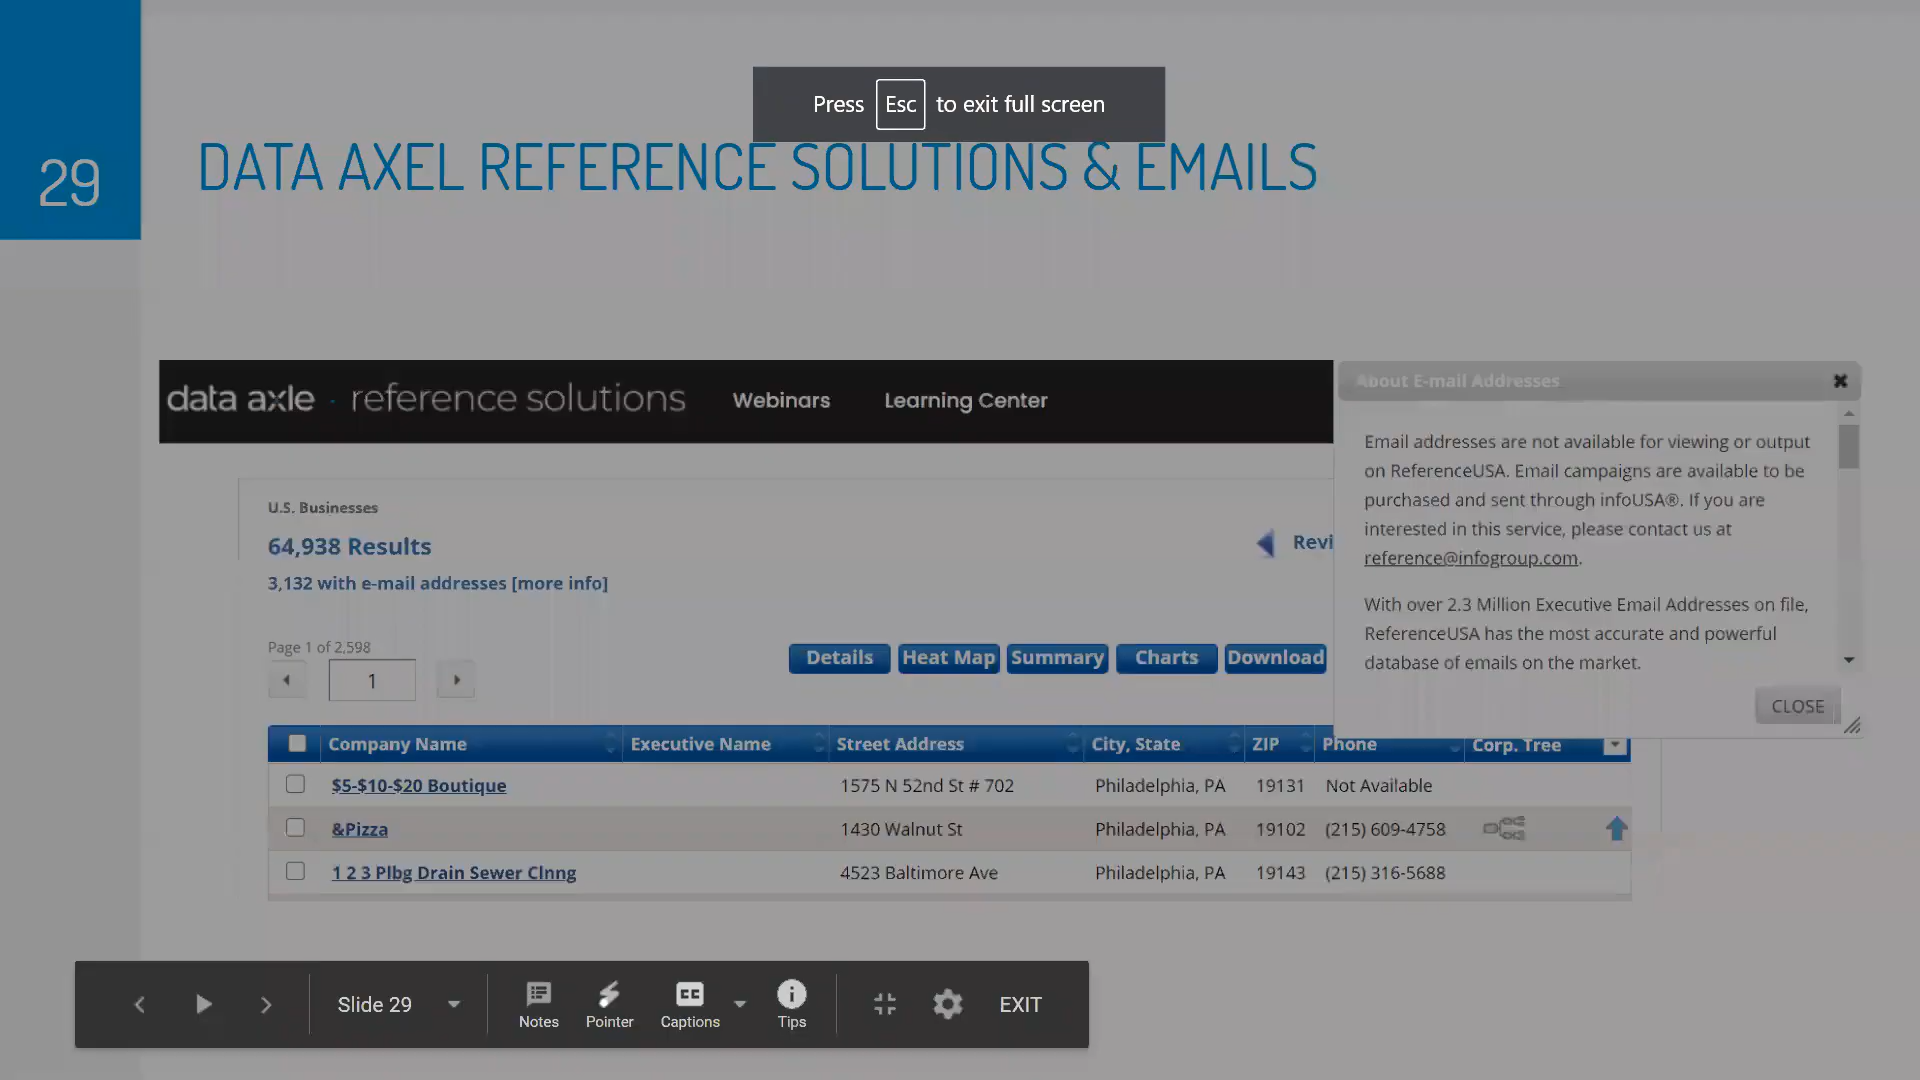 Press Esc to exit full screen
29
DATA AXEL REFERENCE SOLUTIONS & EMAILS
data axle · reference solutions Webinars Learning Center
About E-mail Addresses
Email addresses are not available for viewing or output
on ReferenceUSA. Email campaigns are available to be
purchased and sent through infoUSA®. If you are
interested in this service, please contact us at
reference@infogroup.com.
With over 2.3 Million Executive Email Addresses on file,
ReferenceUSA has the most accurate and powerful
database of emails on the market.
CLOSE
U.S. Businesses
64,938 Results
Revi
3,132 with e-mail addresses [more info]
Page 1 of 2,598
1
Details Heat Map Summary Charts Download
Company Name Executive Name Street Address City, State ZIP Phone Corp. Tree
$5-$10-$20 Boutique 1575 N 52nd St # 702 Philadelphia, PA 19131 Not Available
&Pizza 1430 Walnut St Philadelphia, PA 19102 (215) 609-4758
1 2 3 Plbg Drain Sewer Clnng 4523 Baltimore Ave Philadelphia, PA 19143 (215) 316-5688
Slide 29 Notes Pointer CC Captions Tips EXIT